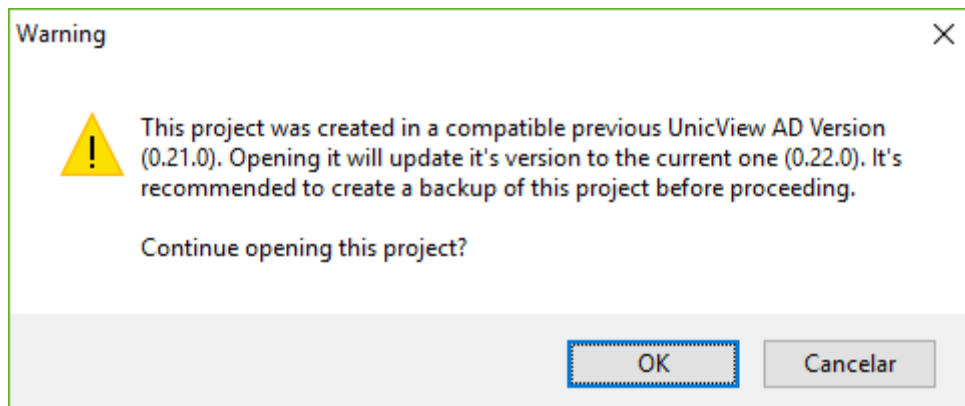 Warning
This project was created in a compatible previous UnicView AD Version
(0.21.0). Opening it will update it's version to the current one (0.22.0). It's
recommended to create a backup of this project before proceeding.
Continue opening this project?
OK
Cancelar